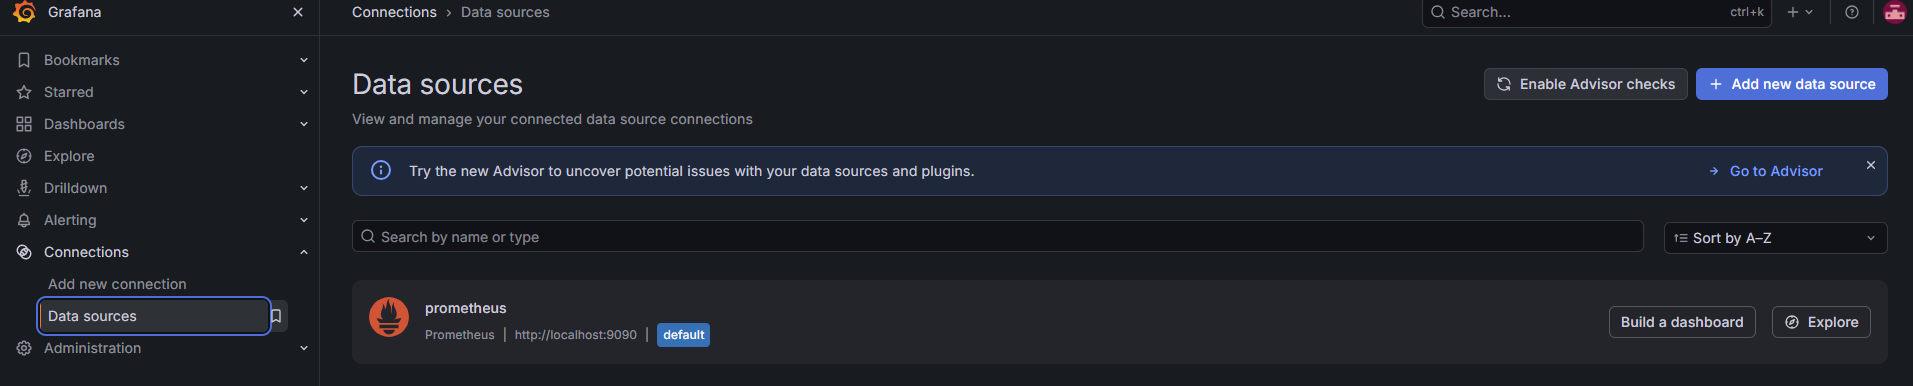 Grafana
Connections › Data sources
Search...
ctrl+k
Bookmarks
Starred
Dashboards
Explore
Drilldown
Alerting
Connections
Add new connection
Data sources
Administration
Data sources
Enable Advisor checks
Add new data source
View and manage your connected data source connections
Try the new Advisor to uncover potential issues with your data sources and plugins.
Go to Advisor
Search by name or type
Sort by A–Z
prometheus
Prometheus | http://localhost:9090 | default
Build a dashboard
Explore